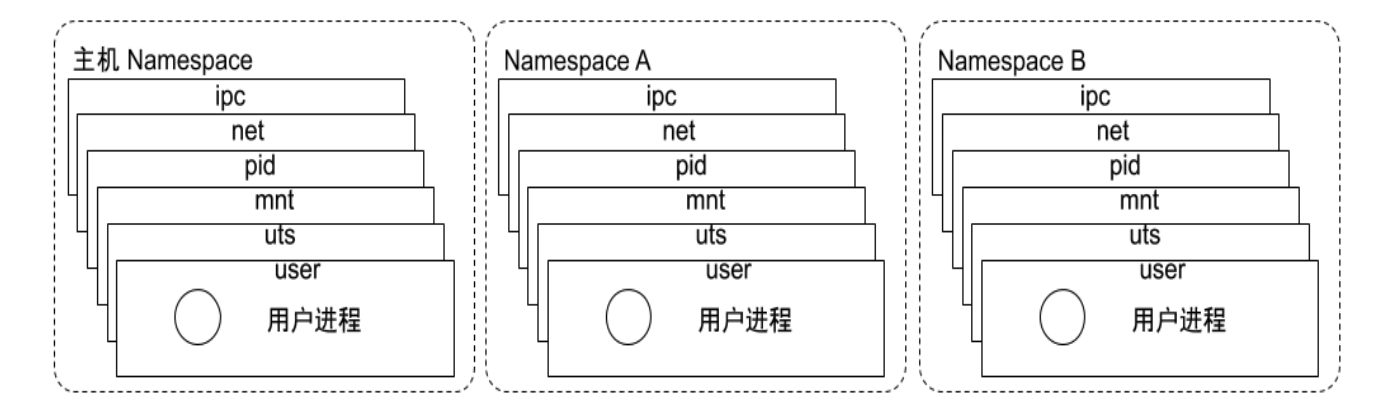 主机 Namespace
ipc
net
pid
mnt
uts
user
用户进程
Namespace A
ipc
net
pid
mnt
uts
user
用户进程
Namespace B
ipc
net
pid
mnt
uts
user
用户进程